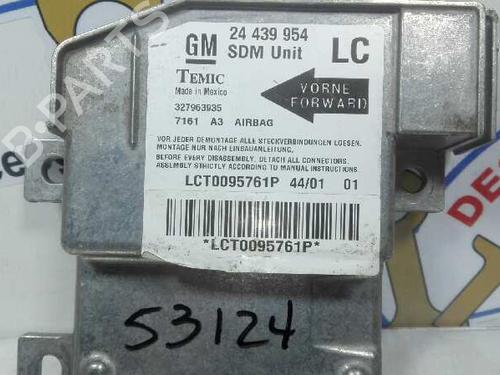 GM 24 439 954 LC
SDM Unit
TEMIC
Made in Mexico
327963935
7161 A3 AIRBAG
VORNE
FORWARD
VOR JEDER DEMONTAGE ALLE STECKVERBINDUNGEN LOESEN.
MONTAGE NUR NACH EINBAUANLEITUNG.
BEFORE EVERY DISASSEMBLY, DETACH ALL CONNECTORS.
ASSEMBLY STRICTLY ACCORDING TO MANUAL INSTRUCTIONS
LCT0095761P 44/01 01
*LCT0095761P*
53124
B-PARTS